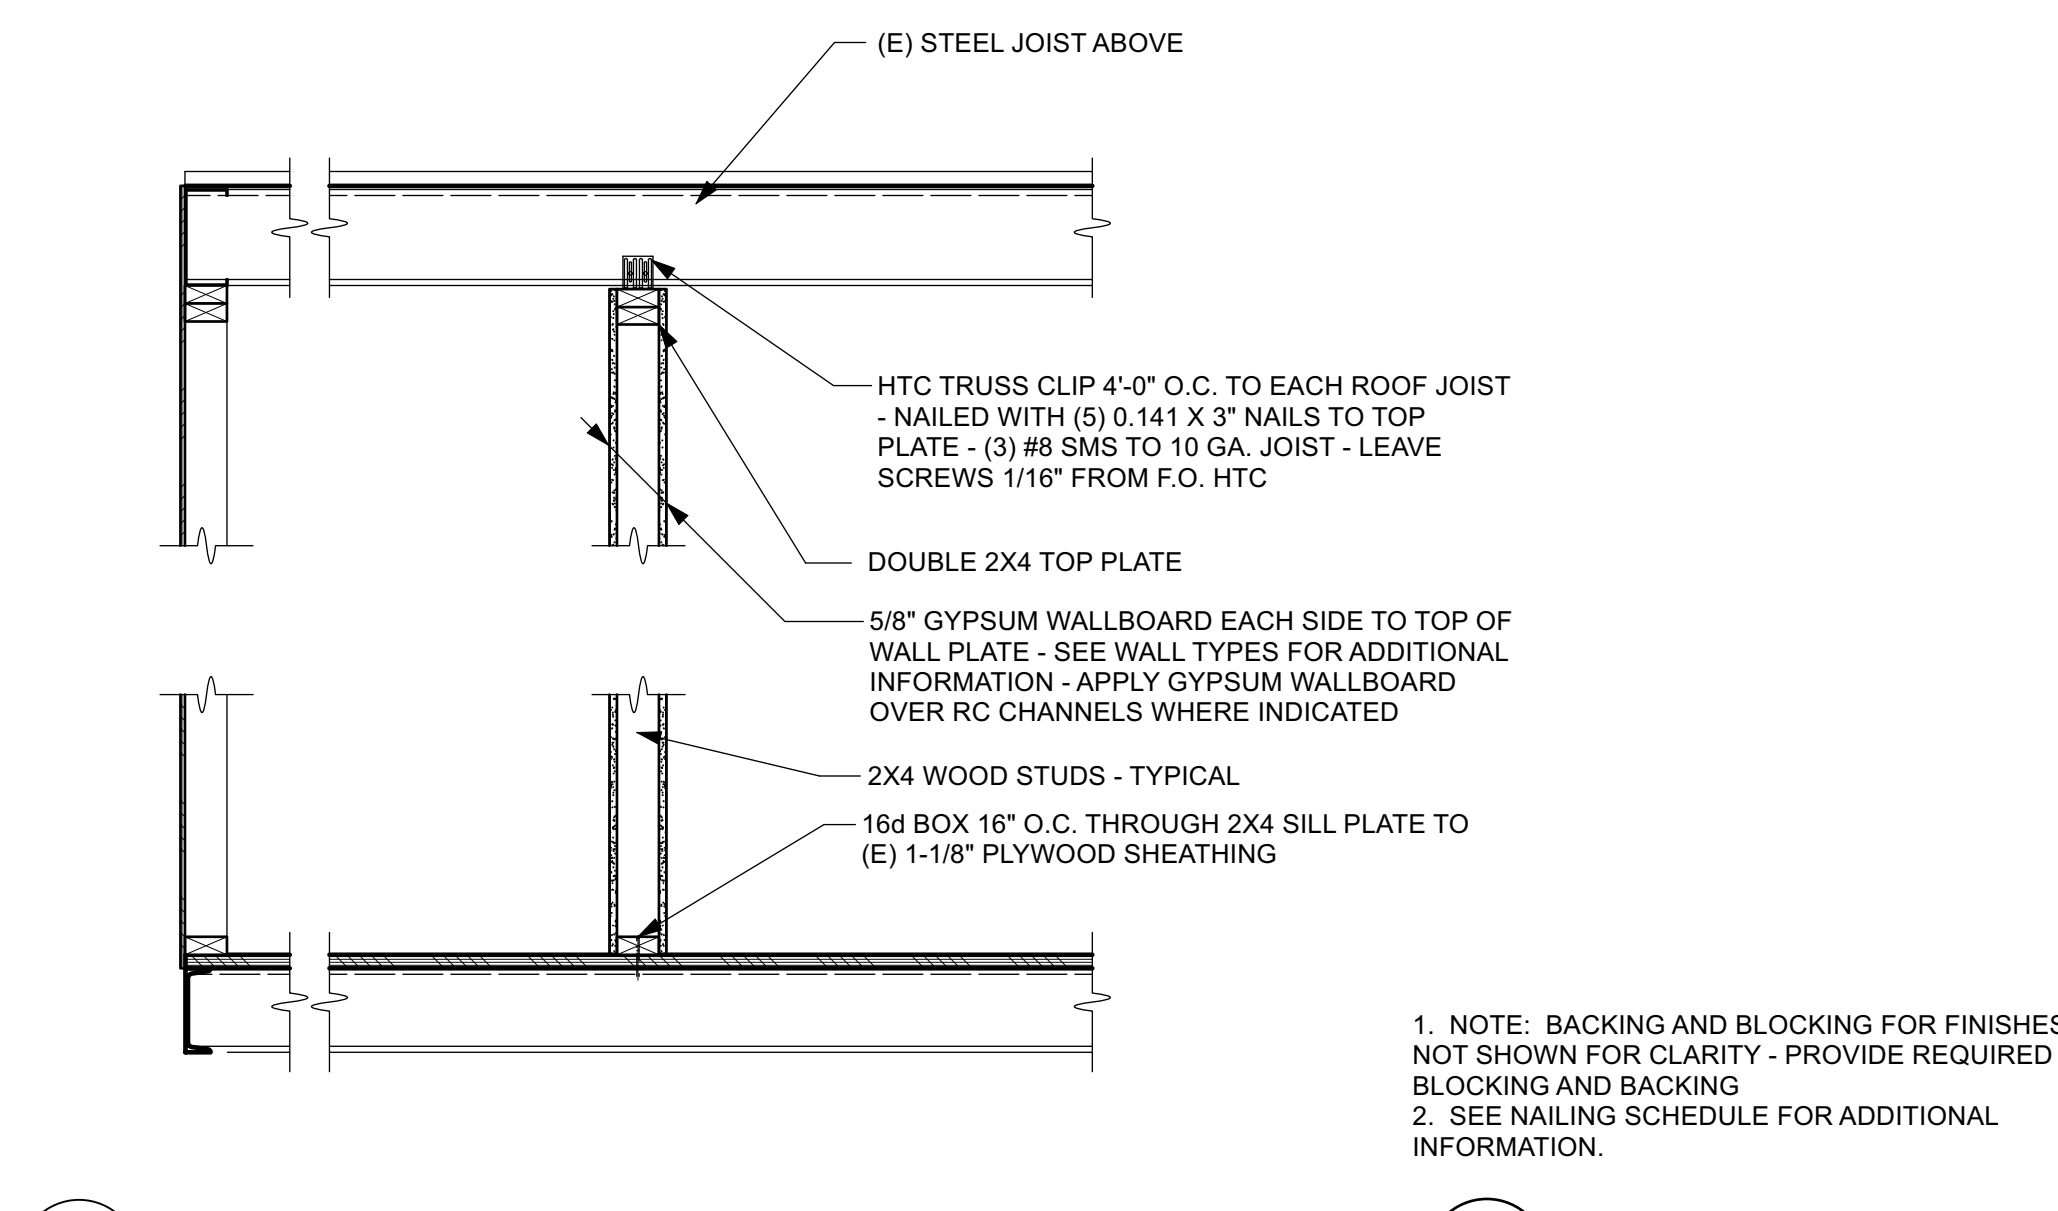 (E) STEEL JOIST ABOVE
HTC TRUSS CLIP 4'-0" O.C. TO EACH ROOF JOIST
- NAILED WITH (5) 0.141 X 3" NAILS TO TOP
PLATE - (3) #8 SMS TO 10 GA. JOIST - LEAVE
SCREWS 1/16" FROM F.O. HTC
DOUBLE 2X4 TOP PLATE
5/8" GYPSUM WALLBOARD EACH SIDE TO TOP OF
WALL PLATE - SEE WALL TYPES FOR ADDITIONAL
INFORMATION - APPLY GYPSUM WALLBOARD
OVER RC CHANNELS WHERE INDICATED
2X4 WOOD STUDS - TYPICAL
16d BOX 16" O.C. THROUGH 2X4 SILL PLATE TO
(E) 1-1/8" PLYWOOD SHEATHING
1. NOTE: BACKING AND BLOCKING FOR FINISHES
NOT SHOWN FOR CLARITY - PROVIDE REQUIRED
BLOCKING AND BACKING
2. SEE NAILING SCHEDULE FOR ADDITIONAL
INFORMATION.